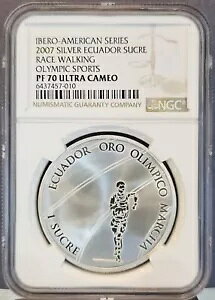 IBERO-AMERICAN SERIES
2007 SILVER ECUADOR SUCRE
RACE WALKING
OLYMPIC SPORTS
PF 70 ULTRA CAMEO
6437457-010
NUMISMATIC GUARANTY COMPANY
NGC
ECUADOR ORO OLIMPICO MARCHA
1 SUCRE